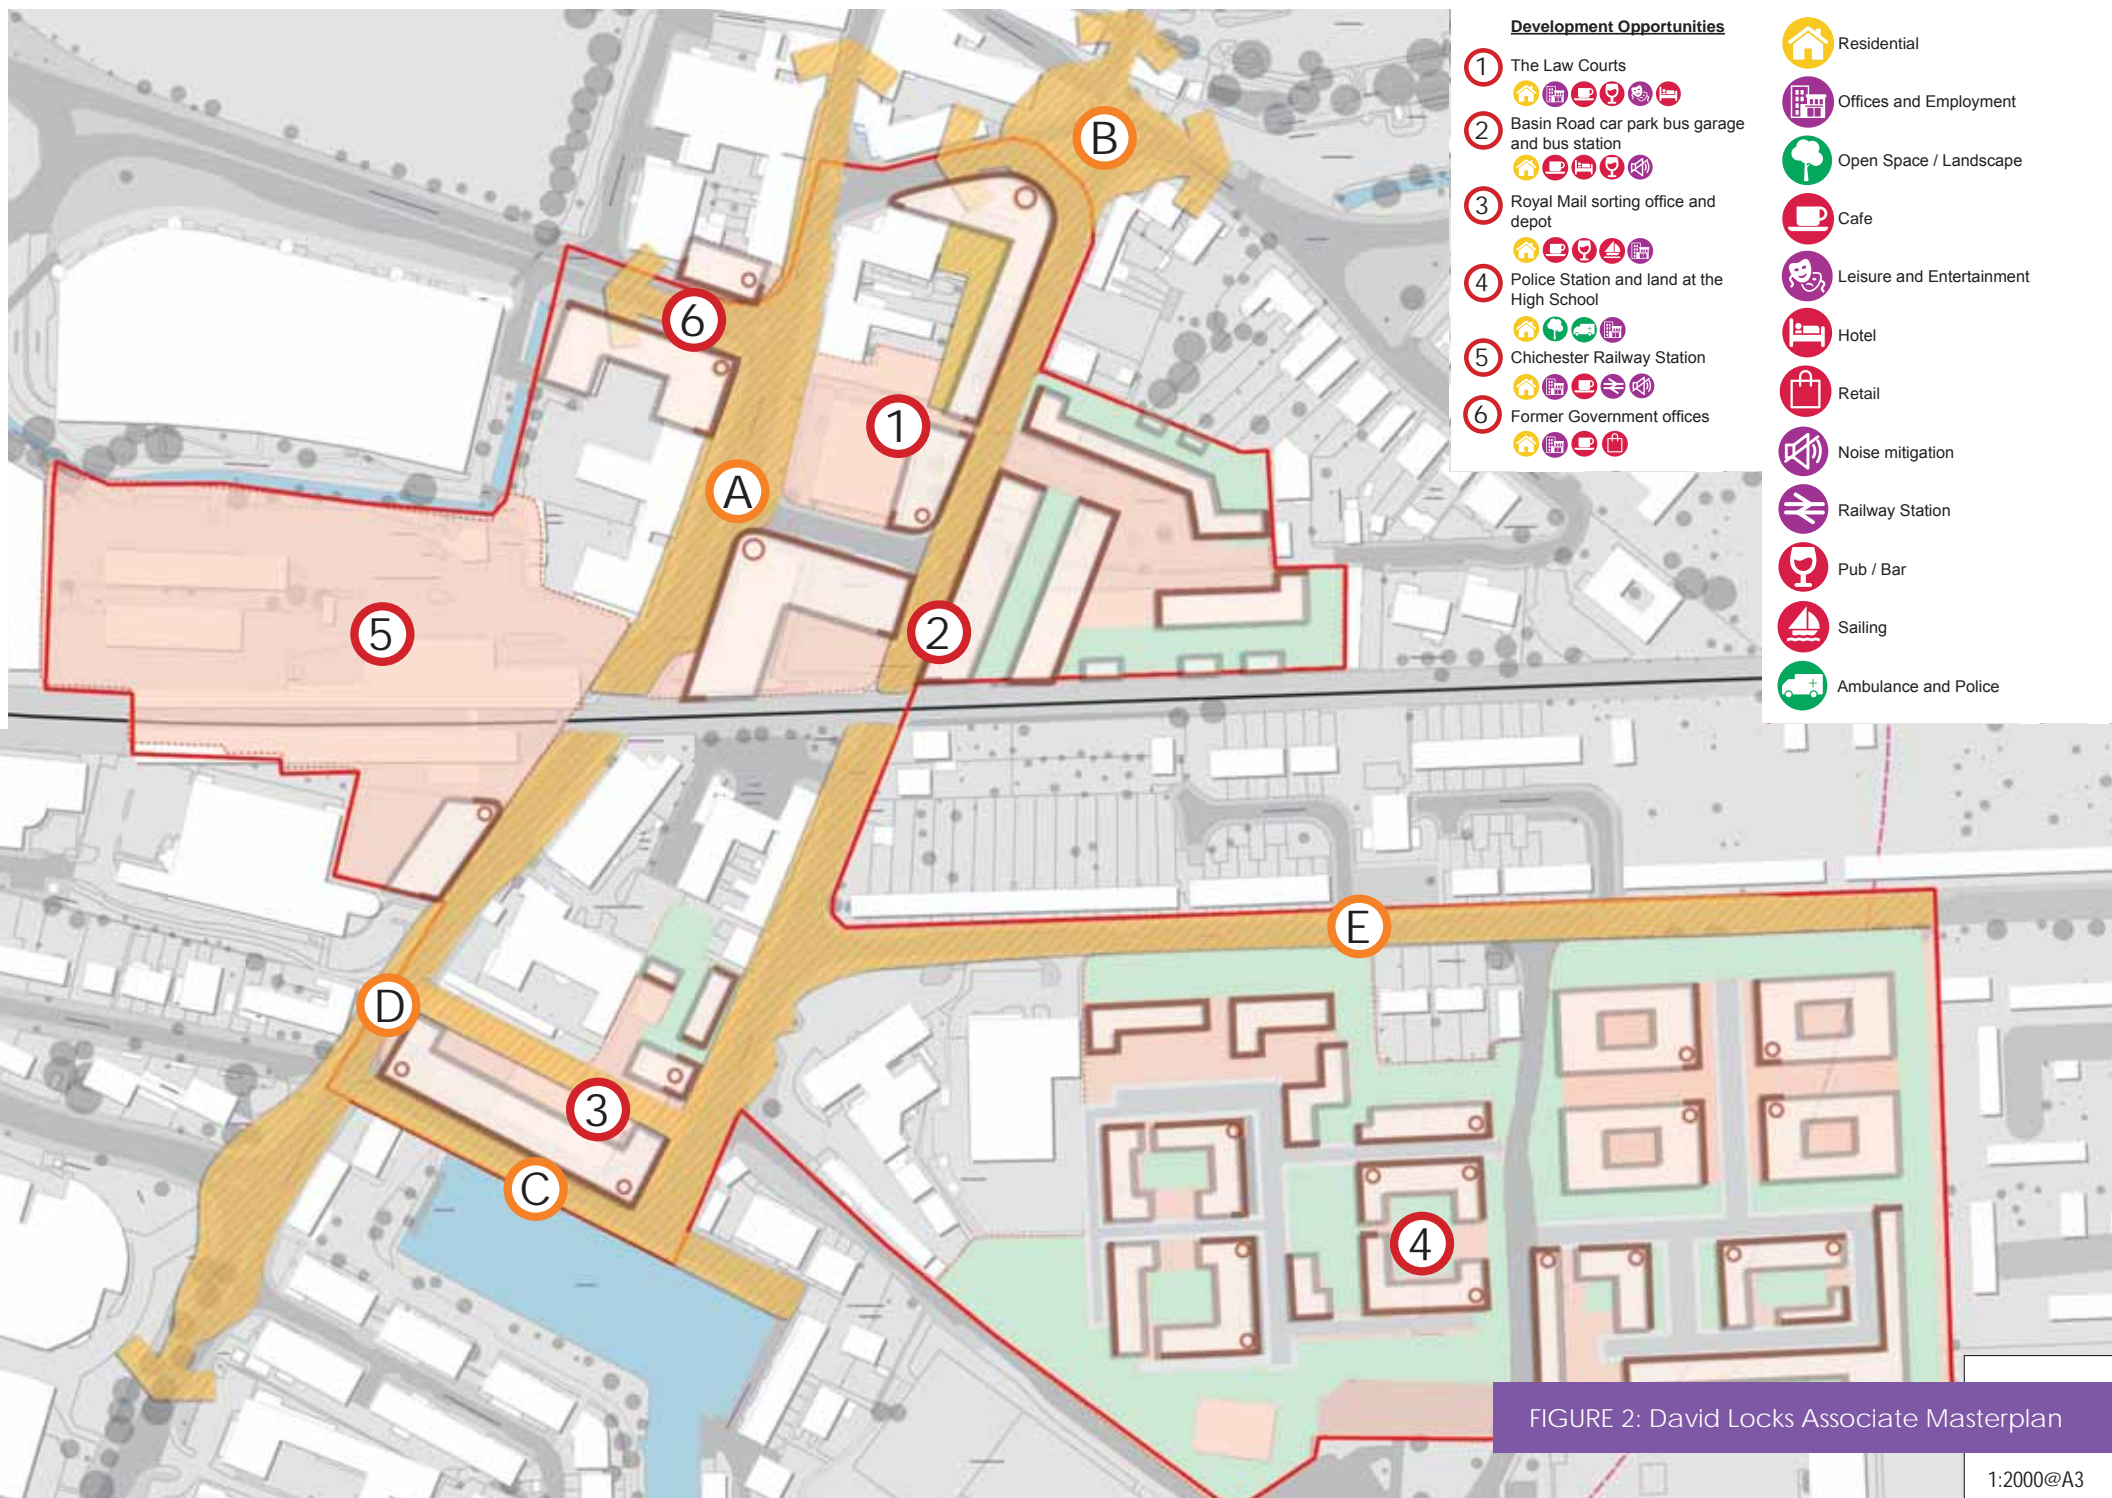 Development Opportunities
1 The Law Courts
2 Basin Road car park bus garage
and bus station
3 Royal Mail sorting office and
depot
4 Police Station and land at the
High School
5 Chichester Railway Station
6 Former Government offices
Residential
Offices and Employment
Open Space / Landscape
Cafe
Leisure and Entertainment
Hotel
Retail
Noise mitigation
Railway Station
Pub / Bar
Sailing
Ambulance and Police
B
6
1
A
5
2
E
D
3
C
4
FIGURE 2: David Locks Associate Masterplan
1:2000@A3